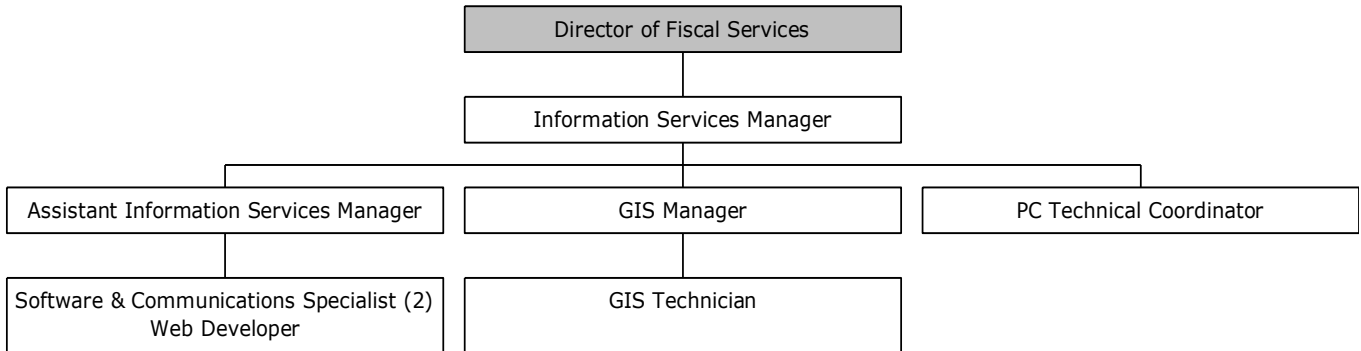 Director of Fiscal Services
Information Services Manager
Assistant Information Services Manager
GIS Manager
PC Technical Coordinator
Software & Communications Specialist (2)
Web Developer
GIS Technician